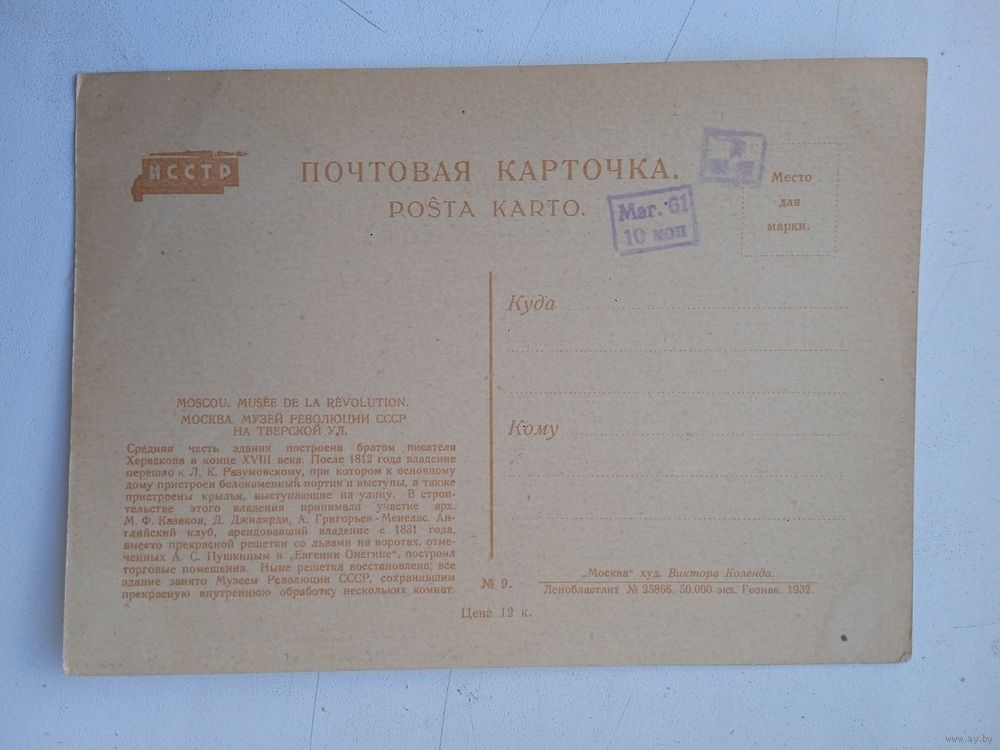 ИССТР
ПОЧТОВАЯ КАРТОЧКА.
POŜTA KARTO.
Маг. 61
10 коп
Место
для
марки.
Куда
Кому
MOSCOU. MUSÉE DE LA RÉVOLUTION.
МОСКВА. МУЗЕЙ РЕВОЛЮЦИИ СССР
НА ТВЕРСКОЙ УЛ.
Средняя часть здания построена братом писателя
Хераскова в конце XVIII века. После 1812 года владение
перешло к Л. К. Разумовскому, при котором к основному
дому пристроен белокаменный портик и выступы, а также
пристроены крылья, выступающие на улицу. В строи-
тельстве этого владения принимали участие арх.
М. Ф. Казаков, Д. Джилярди, А. Григорьев-Менелас. Ан-
глийский клуб, арендовавший владение с 1831 года,
вместо прекрасной решетки со львами на воротах, отме-
ченных А. С. Пушкиным в „Евгении Онегине“, построил
торговые помещения. Ныне решетка восстановлена; все
здание занято Музеем Революции СССР, сохранившим
прекрасную внутреннюю обработку нескольких комнат.
№ 9.
Цена 12 к.
„Москва“ худ. Виктора Коленда.
Ленобластлит № 25866. 50.000 экз. Гознак. 1932.
www.ay.by